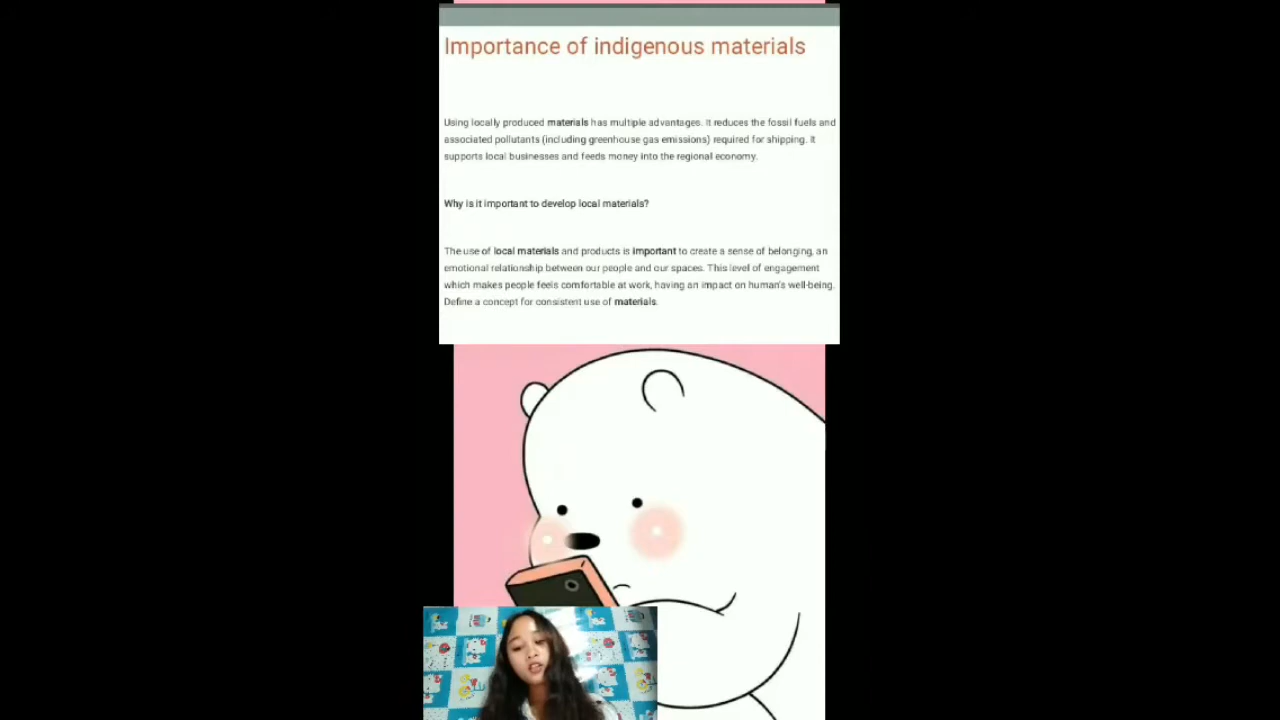 Importance of indigenous materials
Using locally produced materials has multiple advantages. It reduces the fossil fuels and
associated pollutants (including greenhouse gas emissions) required for shipping. It
supports local businesses and feeds money into the regional economy.
Why is it important to develop local materials?
The use of local materials and products is important to create a sense of belonging, an
emotional relationship between our people and our spaces. This level of engagement
which makes people feels comfortable at work, having an impact on human's well-being.
Define a concept for consistent use of materials.